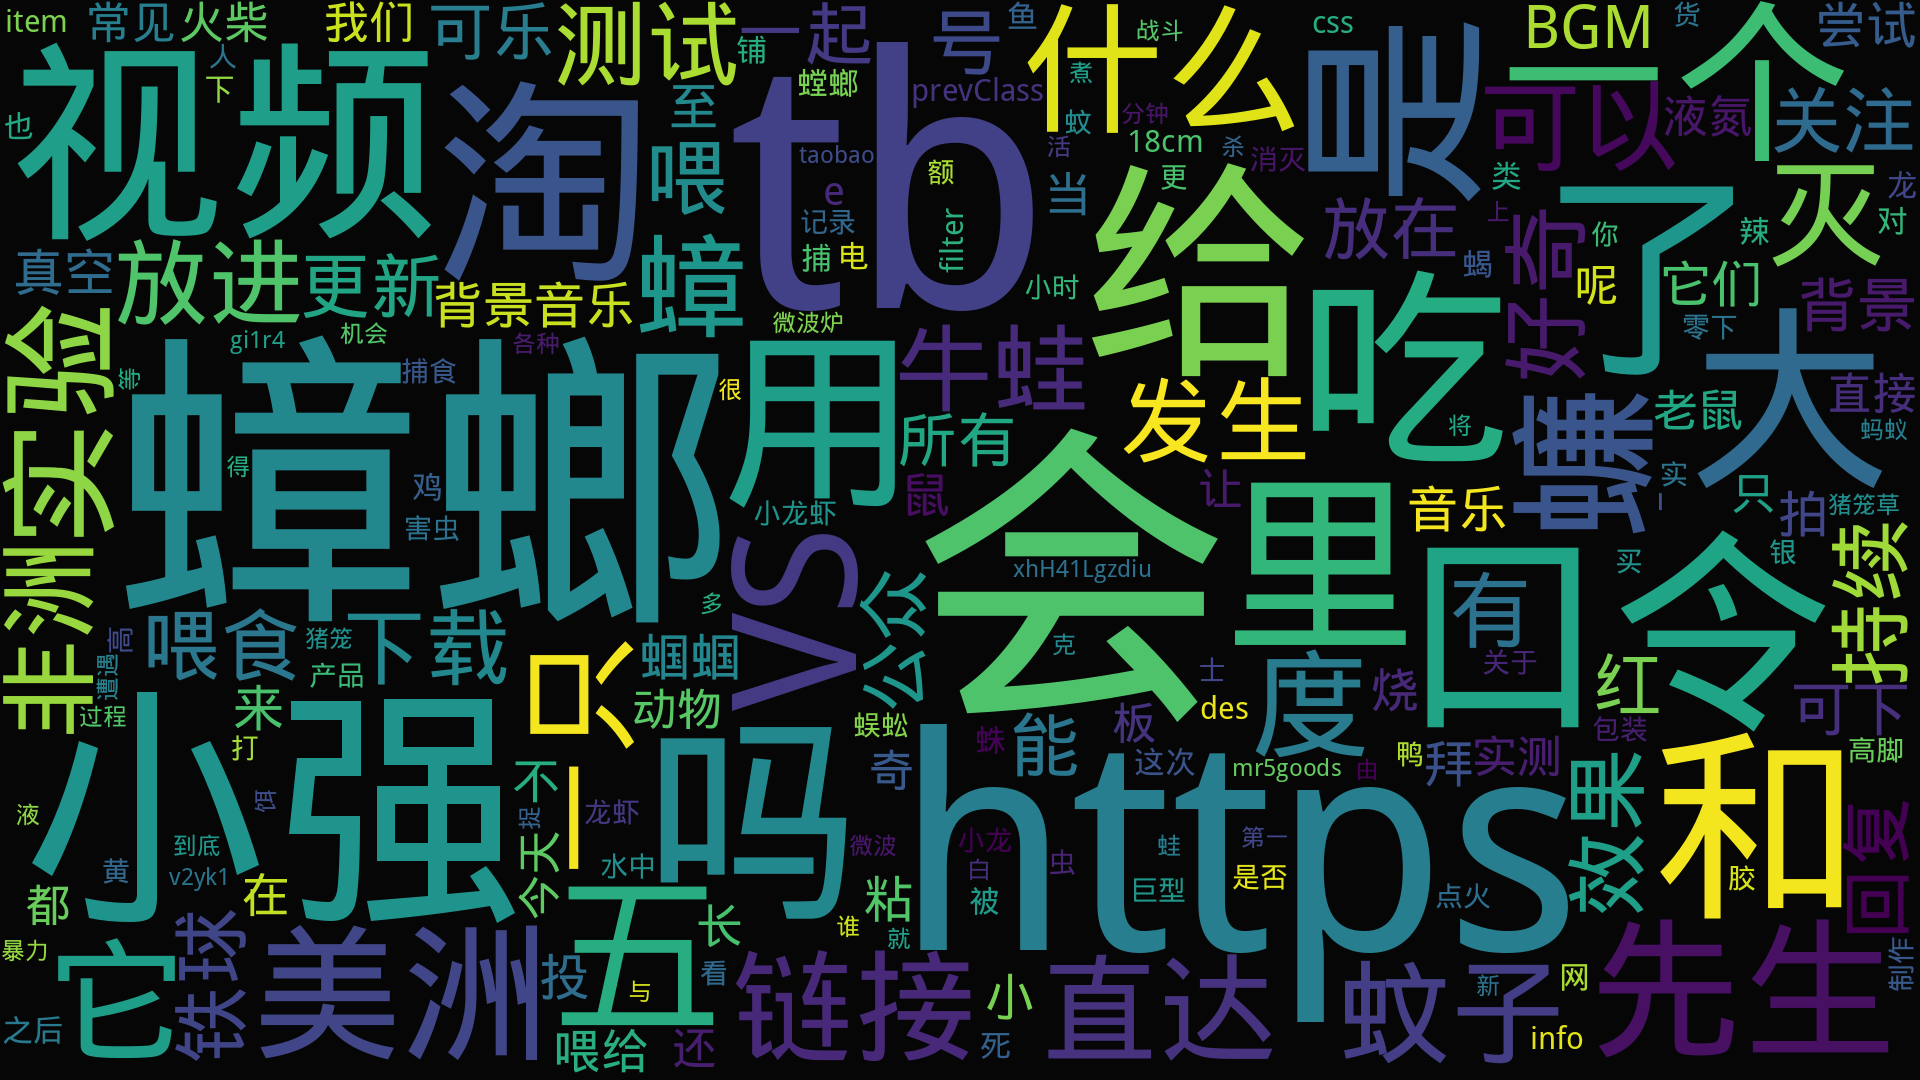 item
常见
火柴
我们
可乐
测试
一起
号
鱼
什么
战斗
css
BGM
货
尝试
人
下
铺
螳螂
prevClass
煮
是
一个
视频
淘
至
tb
蚊
分钟
18cm
可以
液氮
关注
也
喂
taobao
e
额
活
杀
消灭
灭
当
给
更
类
了
龙
记录
filter
放在
上
好奇
你
辣
对
真空
放进
更新
蟑
捕
电
小时
吃
蝎
呢
它们
背景音乐
背景
微波炉
零下
gi1r4
机会
各种
实验
牛蛙
大
等
捕食
用
很
发生
蠊
老鼠
直接
蟑螂
所有
将
蚂蚁
得
鸡
鼠
会
让
里
音乐
实
l
只
拍
猪笼草
害虫
小龙虾
非洲
vs
xhH41Lgzdiu
口令
买
银
持续
有
么众
多
高
喂食
猪笼
下载
蝈蝈
克
关于
遭遇
产品
一只
士
度
烧
红
可下
过程
来
动物
蜈蚣
des
包装
打
小强
吗
蛛
能
板
这次
鸭
拜
实测
和
高脚
奇
https
mr5goods
由
效果
液
饵
不
捉
龙虾
到底
今天
微波
小龙
蛙
第一
回复
黄
v2yk1
水中
白
虫
是否
胶
都
在
五
粘
被
巨型
点火
谁
就
长
暴力
它
铁球
美洲
投
看
链接
直达
蚊子
网
先生
制作
与
小
新
之后
喂给
还
死
info